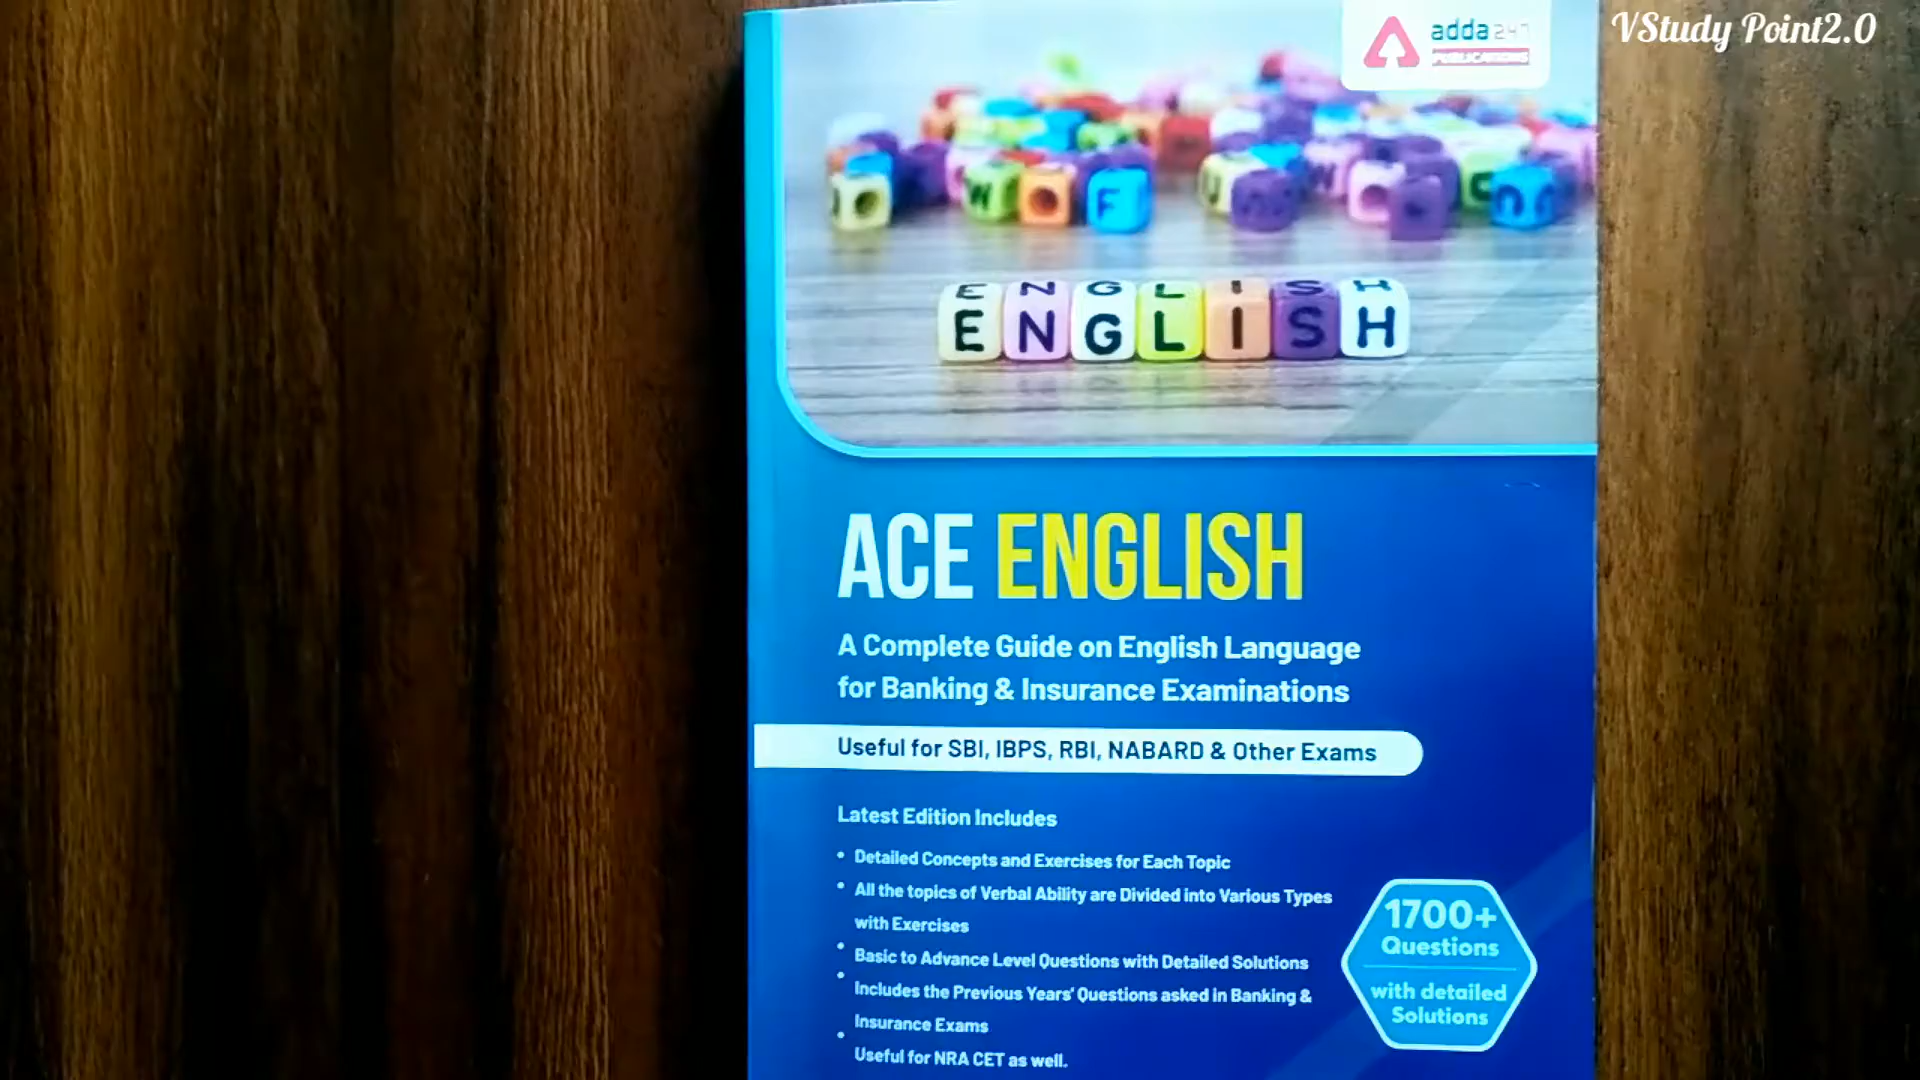 VStudy Point2.0
adda247
PUBLICATIONS
W O F
ENGLISH
ENGLISH
ACE ENGLISH
A Complete Guide on English Language
for Banking & Insurance Examinations
Useful for SBI, IBPS, RBI, NABARD & Other Exams
Latest Edition Includes
• Detailed Concepts and Exercises for Each Topic
• All the topics of Verbal Ability are Divided into Various Types
with Exercises
• Basic to Advance Level Questions with Detailed Solutions
• Includes the Previous Years' Questions asked in Banking &
Insurance Exams
• Useful for NRA CET as well.
1700+
Questions
with detailed
Solutions